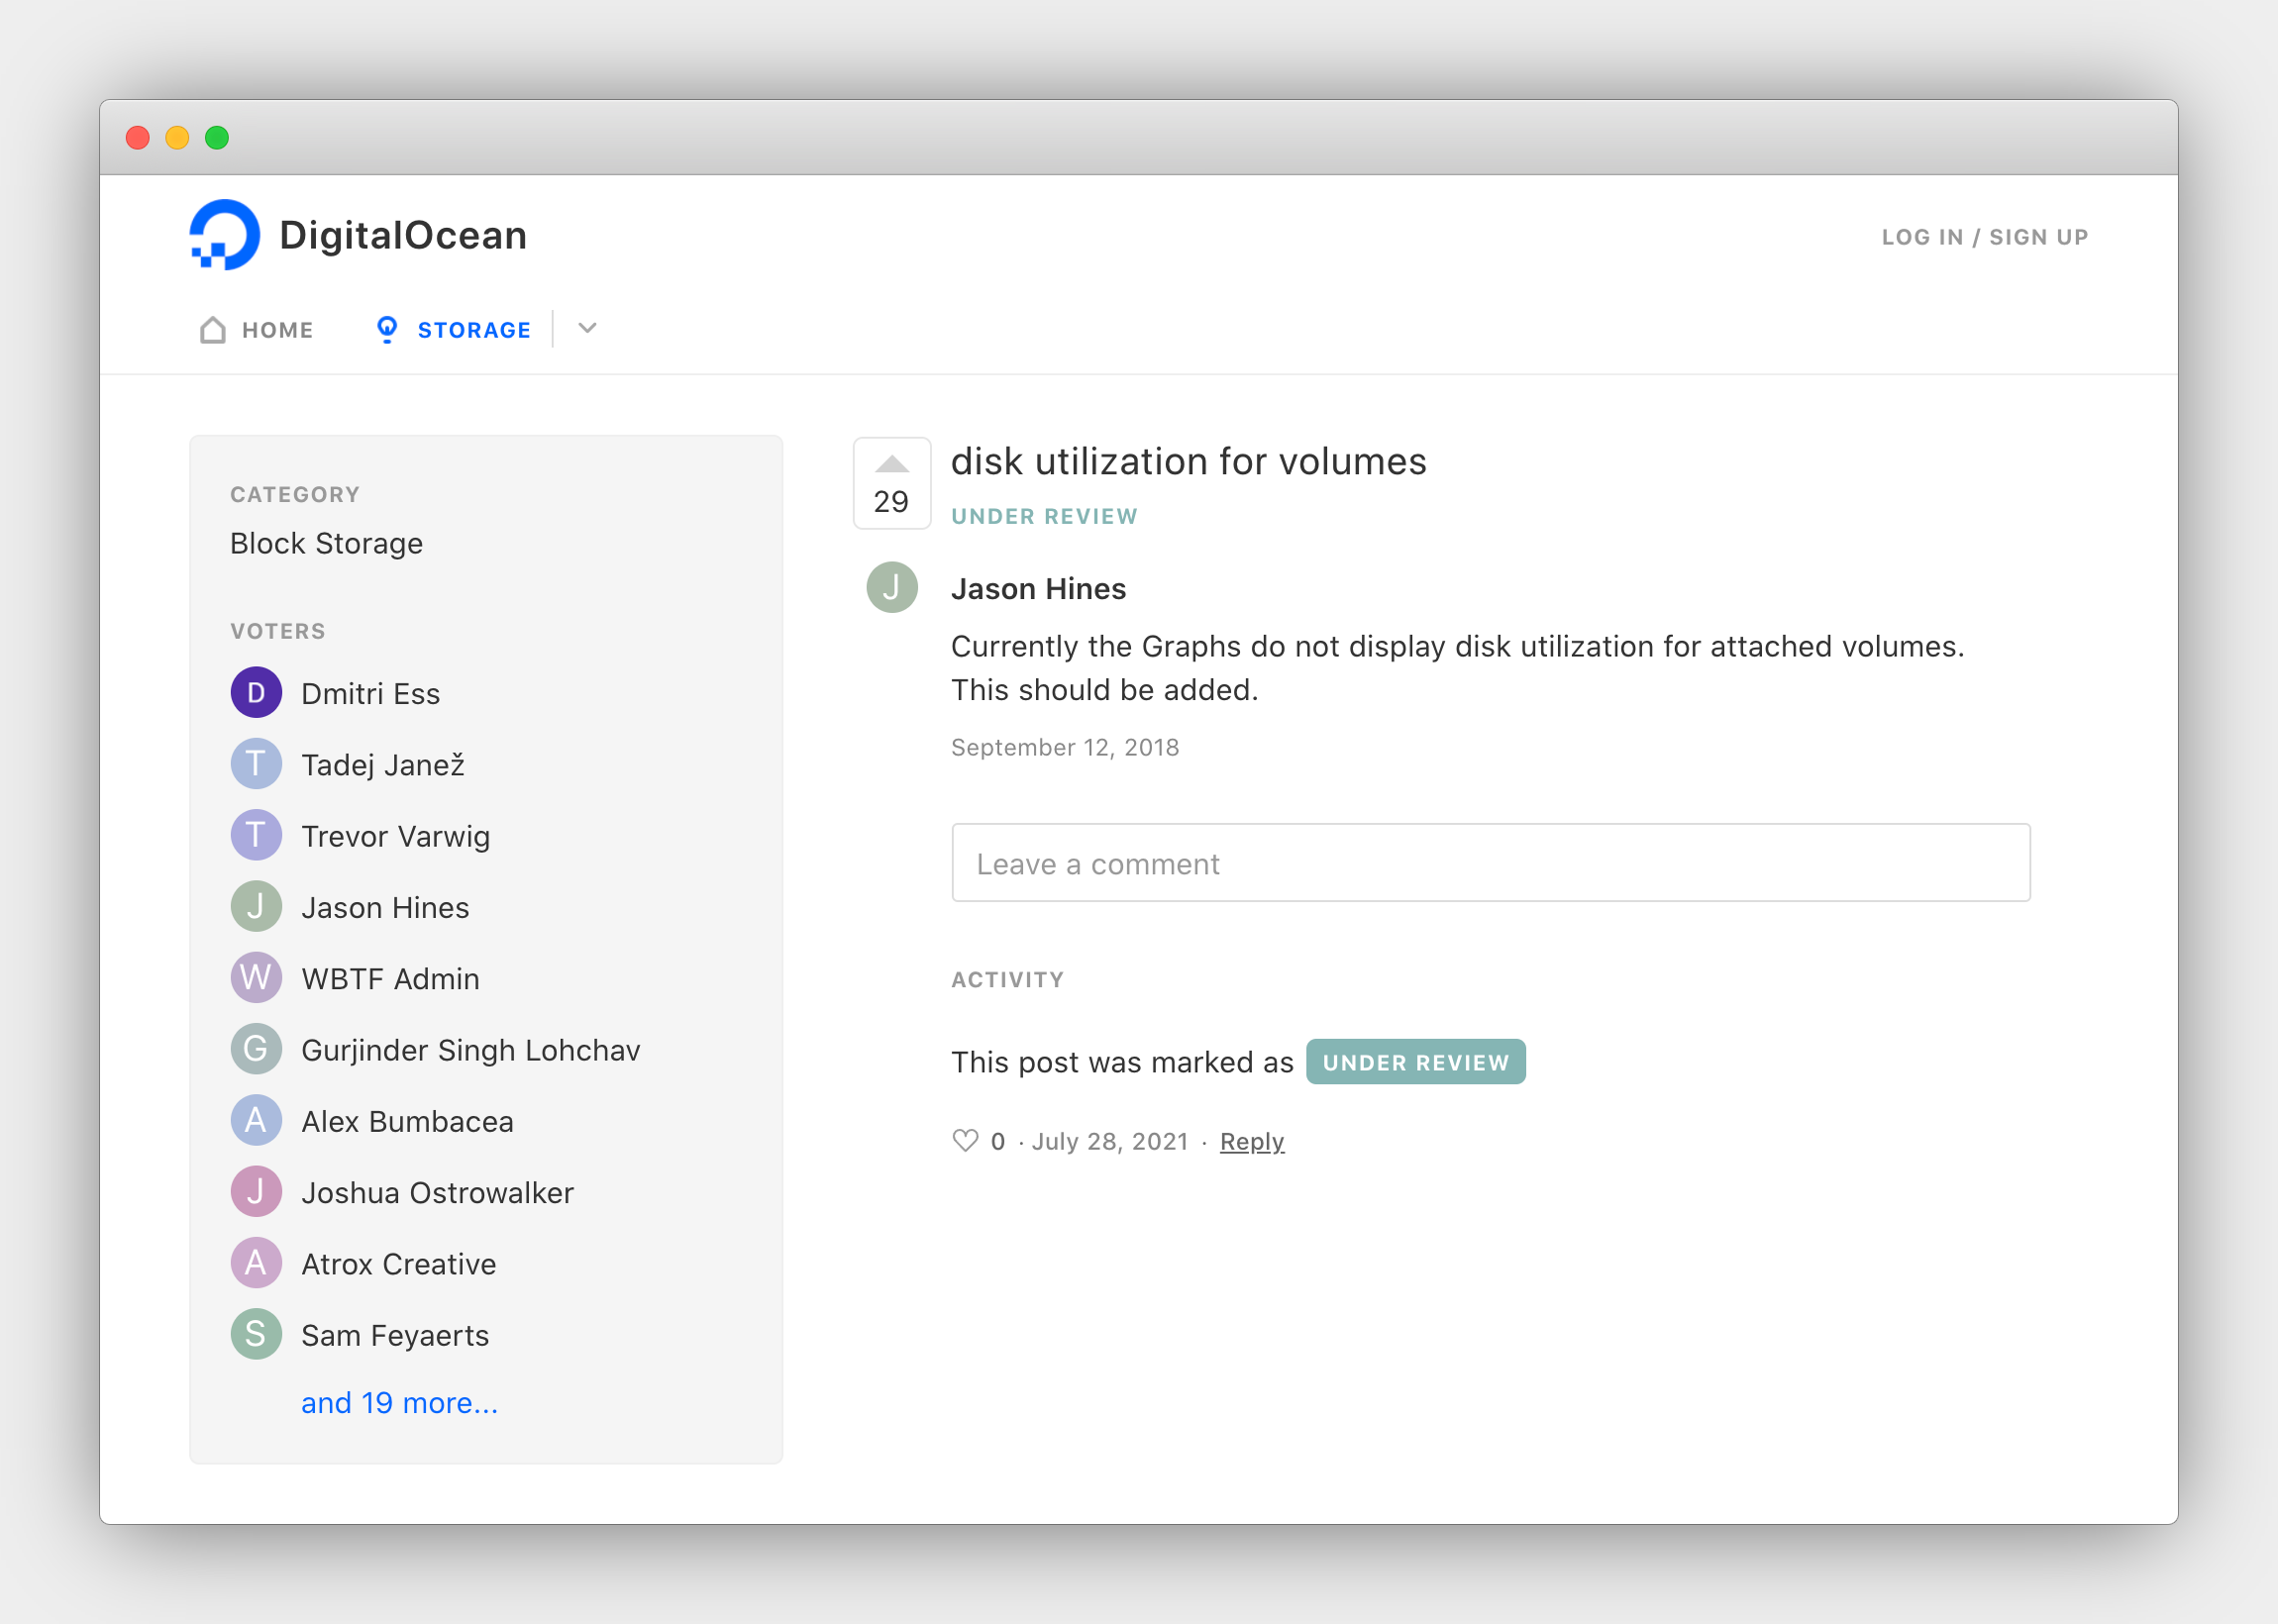 DigitalOcean
LOG IN / SIGN UP
HOME
STORAGE
CATEGORY
Block Storage
VOTERS
D Dmitri Ess
T Tadej Janež
T Trevor Varwig
J Jason Hines
W WBTF Admin
G Gurjinder Singh Lohchav
A Alex Bumbacea
J Joshua Ostrowalker
A Atrox Creative
S Sam Feyaerts
and 19 more...
disk utilization for volumes
29
UNDER REVIEW
J Jason Hines
Currently the Graphs do not display disk utilization for attached volumes.
This should be added.
September 12, 2018
Leave a comment
ACTIVITY
This post was marked as UNDER REVIEW
0 · July 28, 2021 · Reply